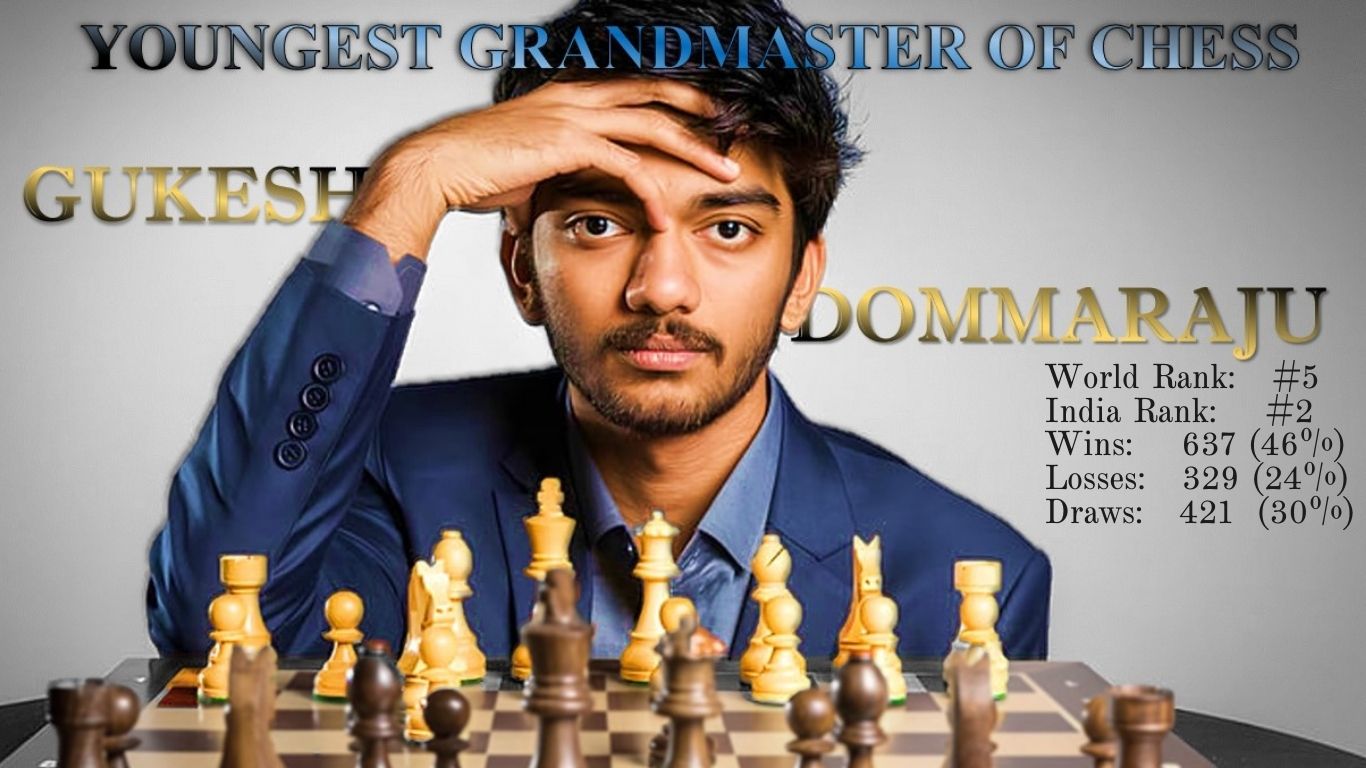 YOUNGEST GRANDMASTER OF CHESS
GUKESH
DOMMARAJU
World Rank: #5
India Rank: #2
Wins: 637 (46%)
Losses: 329 (24%)
Draws: 421 (30%)